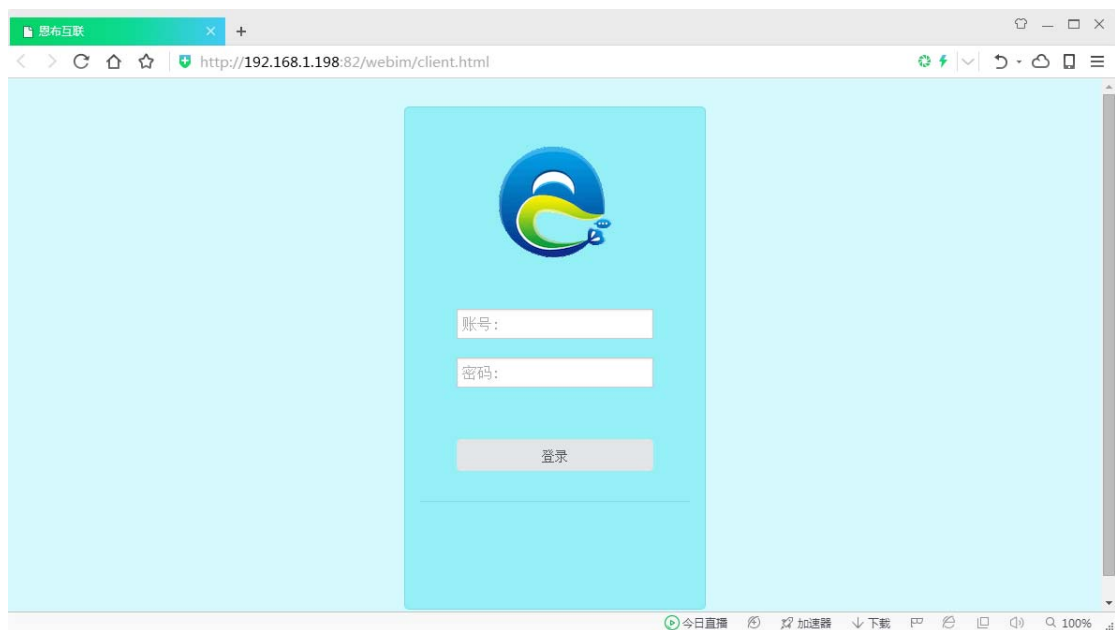 恩布互联
http://192.168.1.198:82/webim/client.html
账号:
密码:
登录
今日直播 加速器 下载 100%